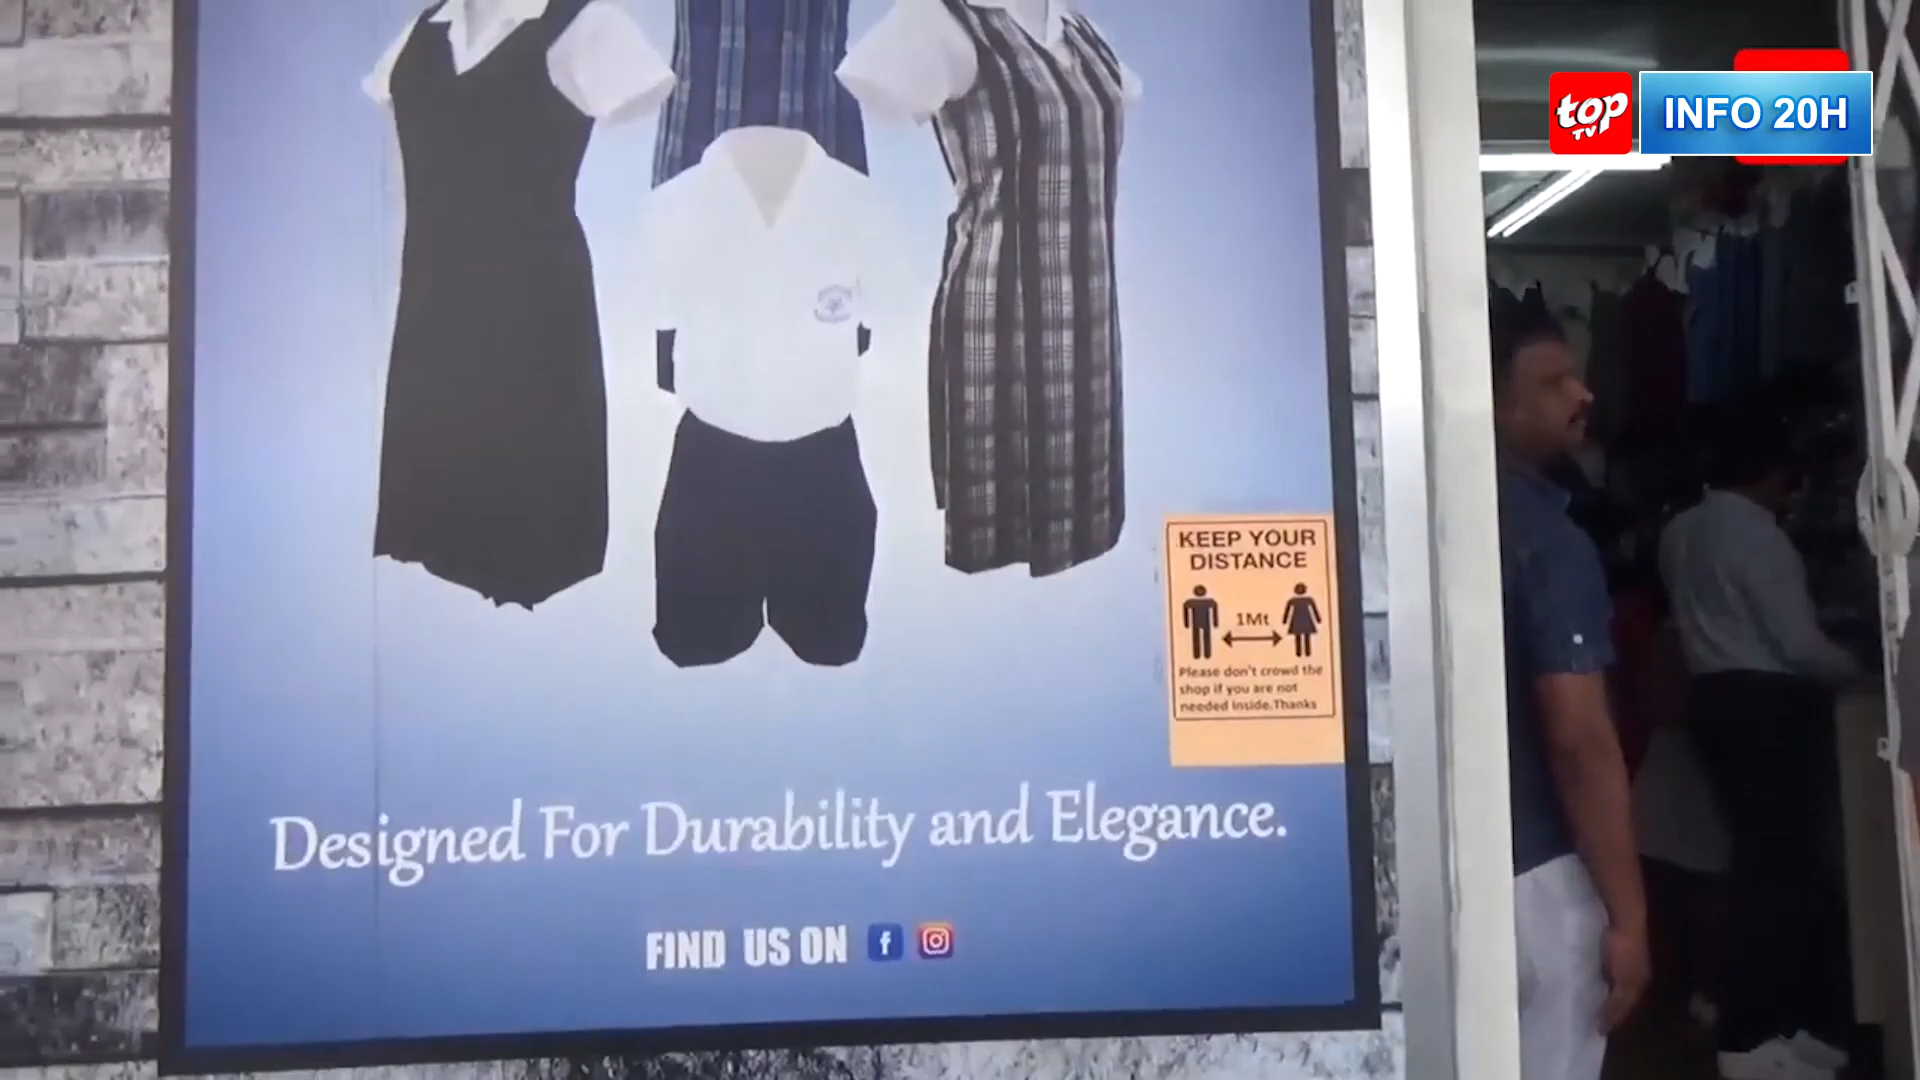 top
TV
INFO 20H
KEEP YOUR
DISTANCE
1Mt
Please don't crowd the
shop if you are not
needed inside.Thanks
Designed For Durability and Elegance.
FIND US ON